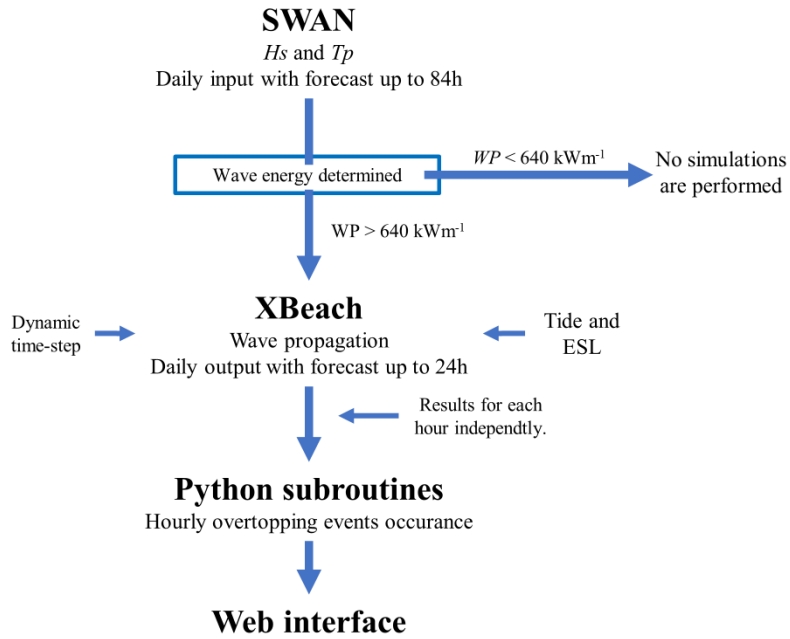 SWAN
Hs and Tp
Daily input with forecast up to 84h
Wave energy determined
WP < 640 kWm⁻¹
No simulations
are performed
WP > 640 kWm⁻¹
XBeach
Wave propagation
Daily output with forecast up to 24h
Dynamic
time-step
Tide and
ESL
Results for each
hour independtly.
Python subroutines
Hourly overtopping events occurance
Web interface